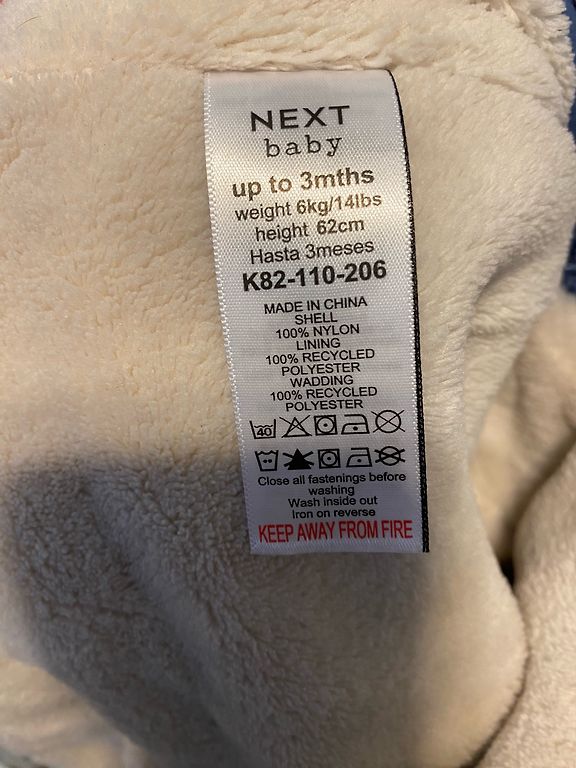 NEXT
baby
up to 3mths
weight 6kg/14lbs
height 62cm
Hasta 3meses
K82-110-206
MADE IN CHINA
SHELL
100% NYLON
LINING
100% RECYCLED
POLYESTER
WADDING
100% RECYCLED
POLYESTER
40
Close all fastenings before
washing
Wash inside out
Iron on reverse
KEEP AWAY FROM FIRE